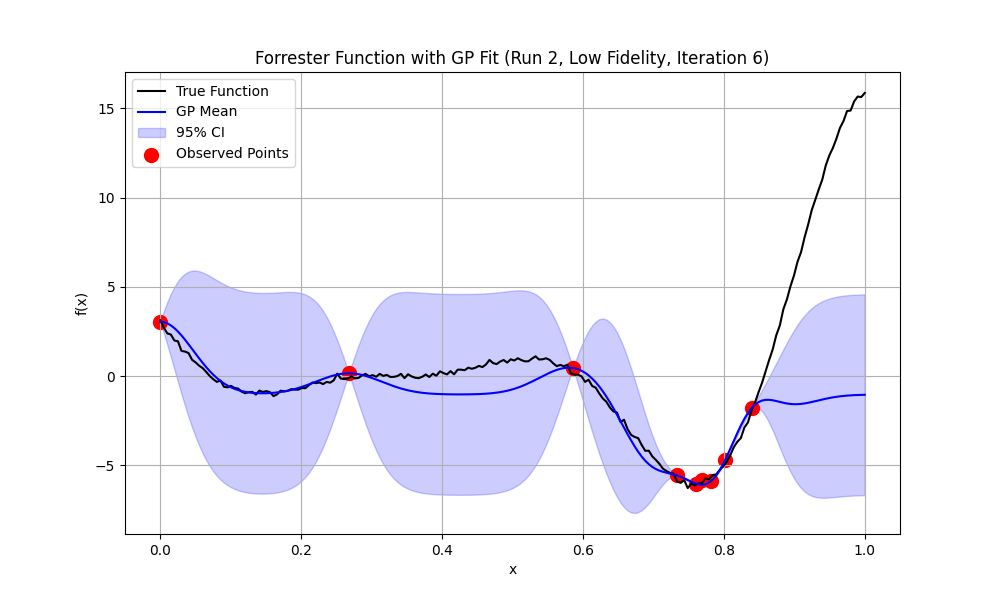 Forrester Function with GP Fit (Run 2, Low Fidelity, Iteration 6)
True Function
GP Mean
95% CI
Observed Points
f(x)
15
10
5
0
−5
0.0
0.2
0.4
0.6
0.8
1.0
x